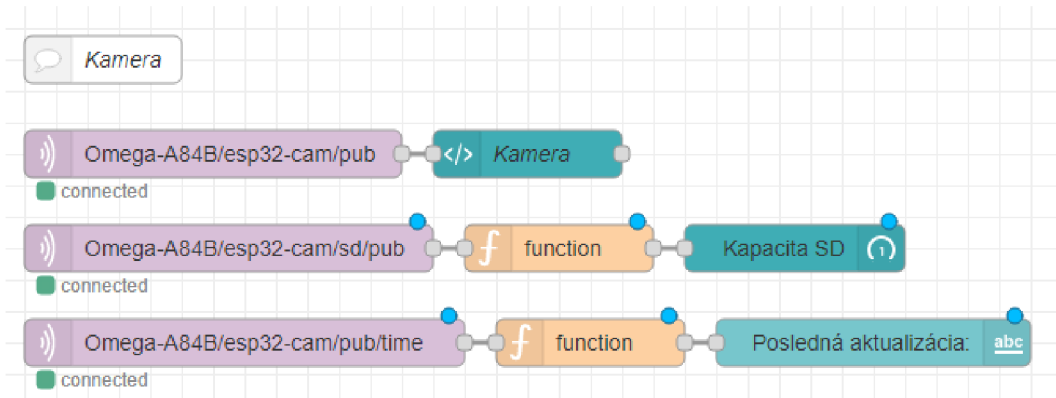 Kamera
Omega-A84B/esp32-cam/pub
</> Kamera
connected
Omega-A84B/esp32-cam/sd/pub
function
Kapacita SD
1
connected
Omega-A84B/esp32-cam/pub/time
function
Posledná aktualizácia:
abc
connected